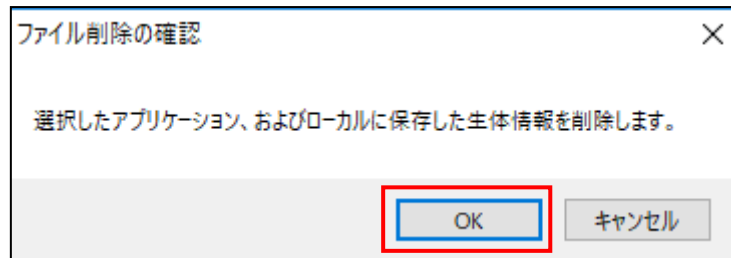 ファイル削除の確認
選択したアプリケーション、およびローカルに保存した生体情報を削除します。
OK
キャンセル